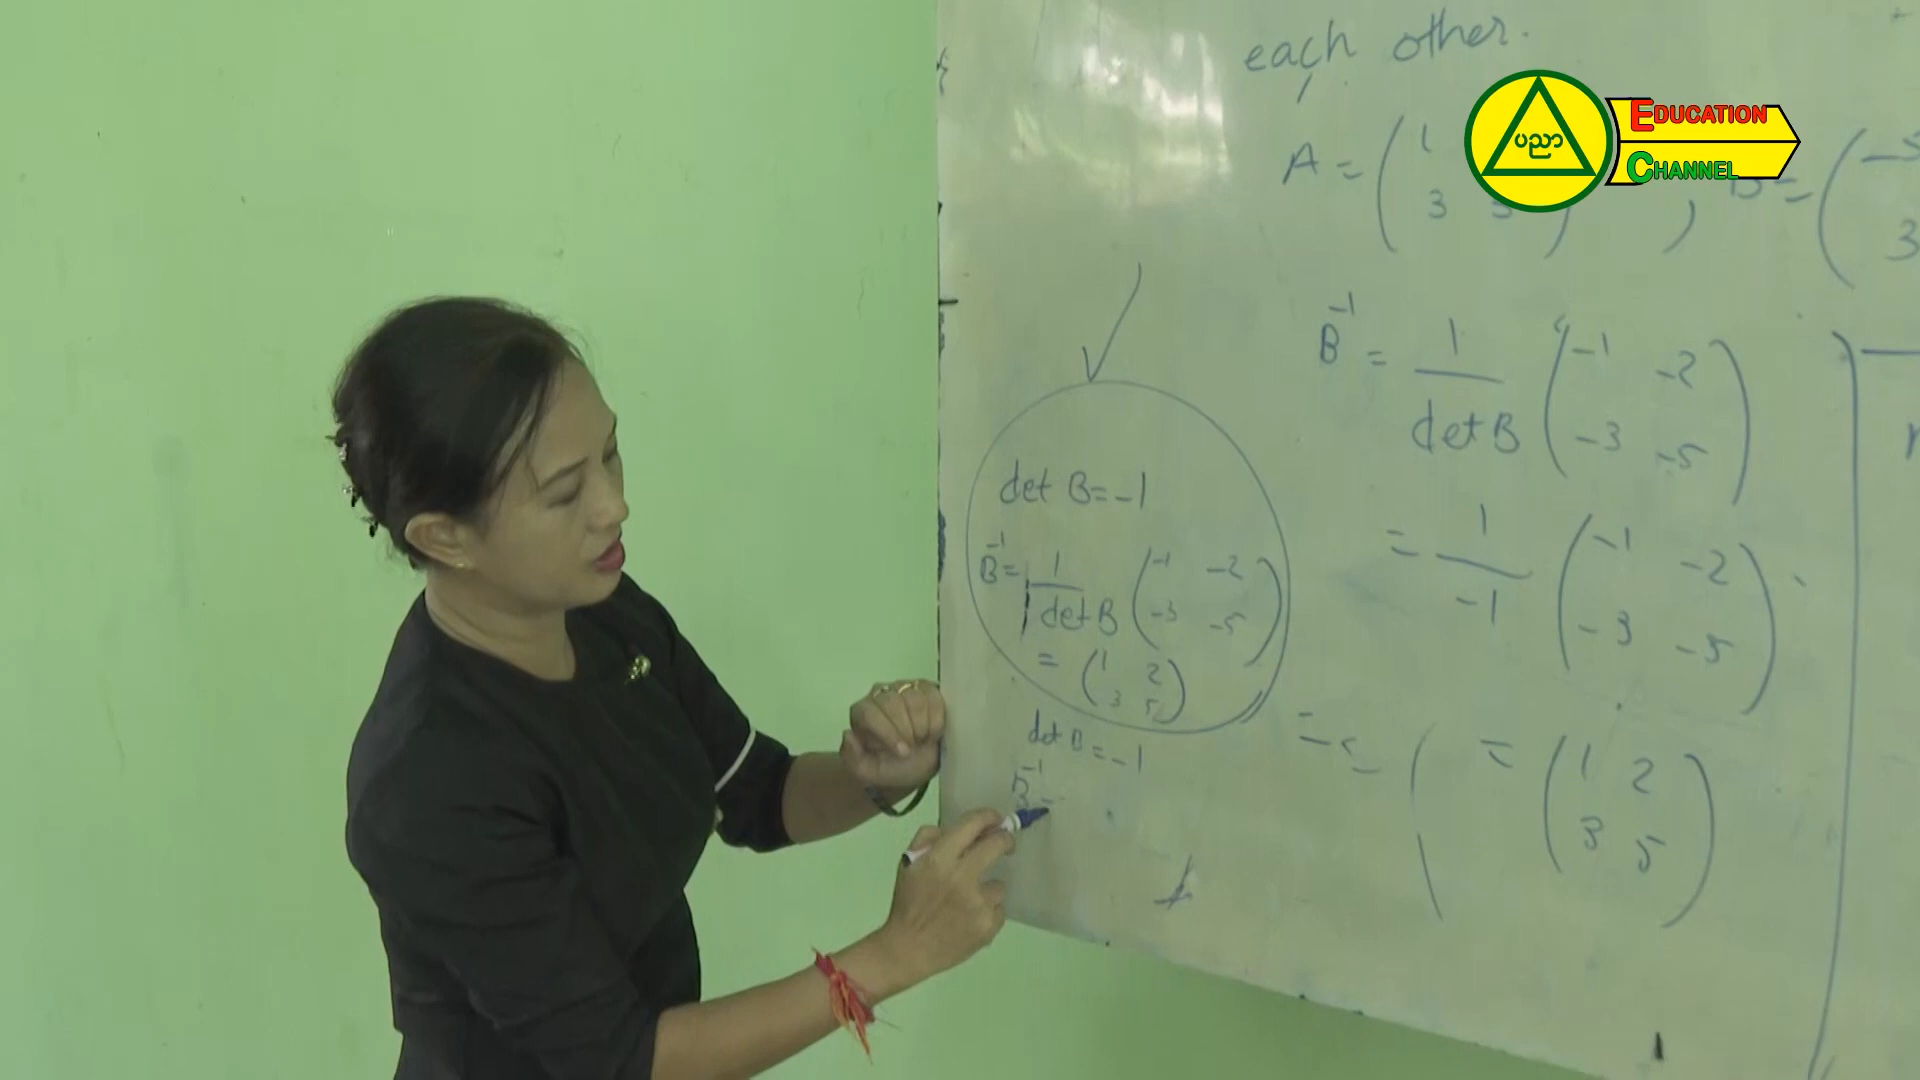 each other.
ပညာ
EDUCATION
CHANNEL
A = ( 1
3 5 ) , B = ( -5
3
B⁻¹ = 1 / det B ( -1 -2
-3 -5 )
= 1 / -1 ( -1 -2
-3 -5 )
= ( 1 2
3 5 )
det B = -1
B⁻¹ = 1 / det B ( -1 -2
-3 -5 )
= ( 1 2
3 5 )
det B = -1
B⁻¹ =